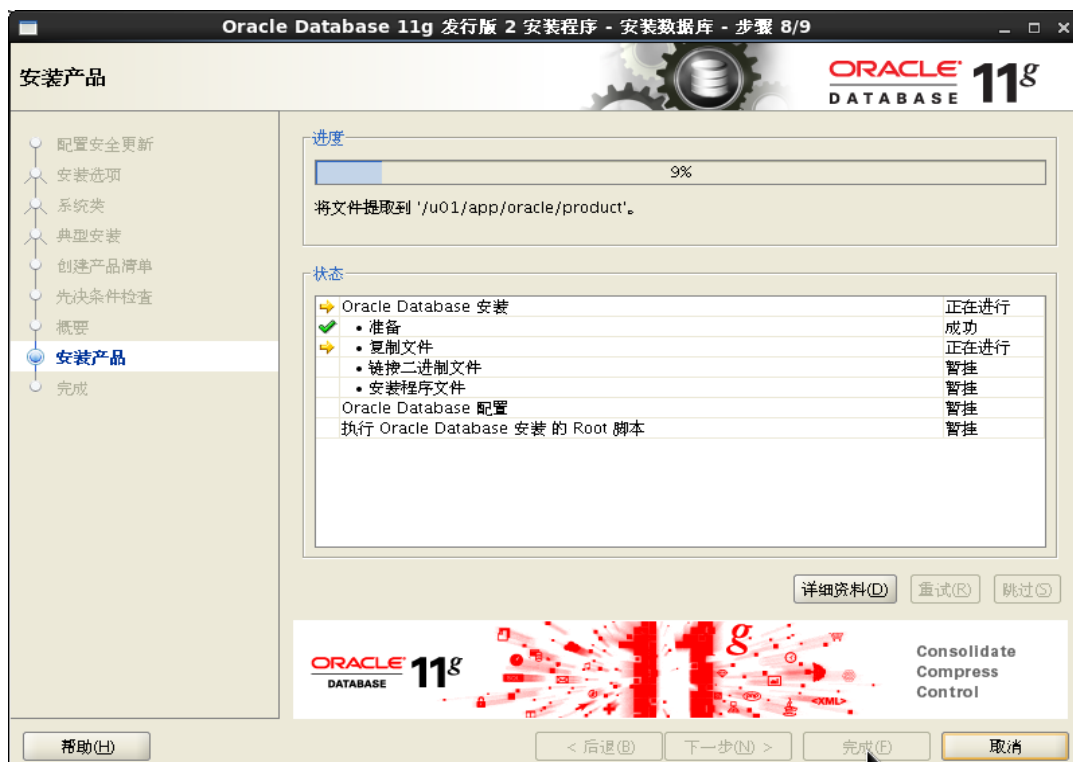 Oracle Database 11g 发行版 2 安装程序 - 安装数据库 - 步骤 8/9
安装产品
ORACLE 11g
DATABASE
配置安全更新
安装选项
系统类
典型安装
创建产品清单
先决条件检查
概要
安装产品
完成
进度
9%
将文件提取到 '/u01/app/oracle/product'。
状态
Oracle Database 安装 正在进行
• 准备 成功
• 复制文件 正在进行
• 链接二进制文件 暂挂
• 安装程序文件 暂挂
Oracle Database 配置 暂挂
执行 Oracle Database 安装 的 Root 脚本 暂挂
详细资料(D) 重试(R) 跳过(S)
ORACLE 11g
DATABASE
11g
<XML>
Consolidate
Compress
Control
帮助(H) < 后退(B) 下一步(N) > 完成(F) 取消